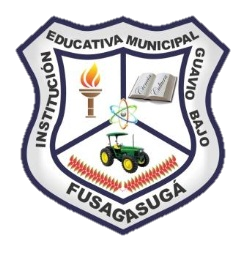 INSTITUCIÓN EDUCATIVA MUNICIPAL GUAVIO BAJO
FUSAGASUGÁ